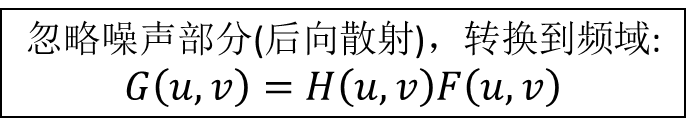 忽略噪声部分(后向散射)，转换到频域:
G(u, v) = H(u, v)F(u, v)